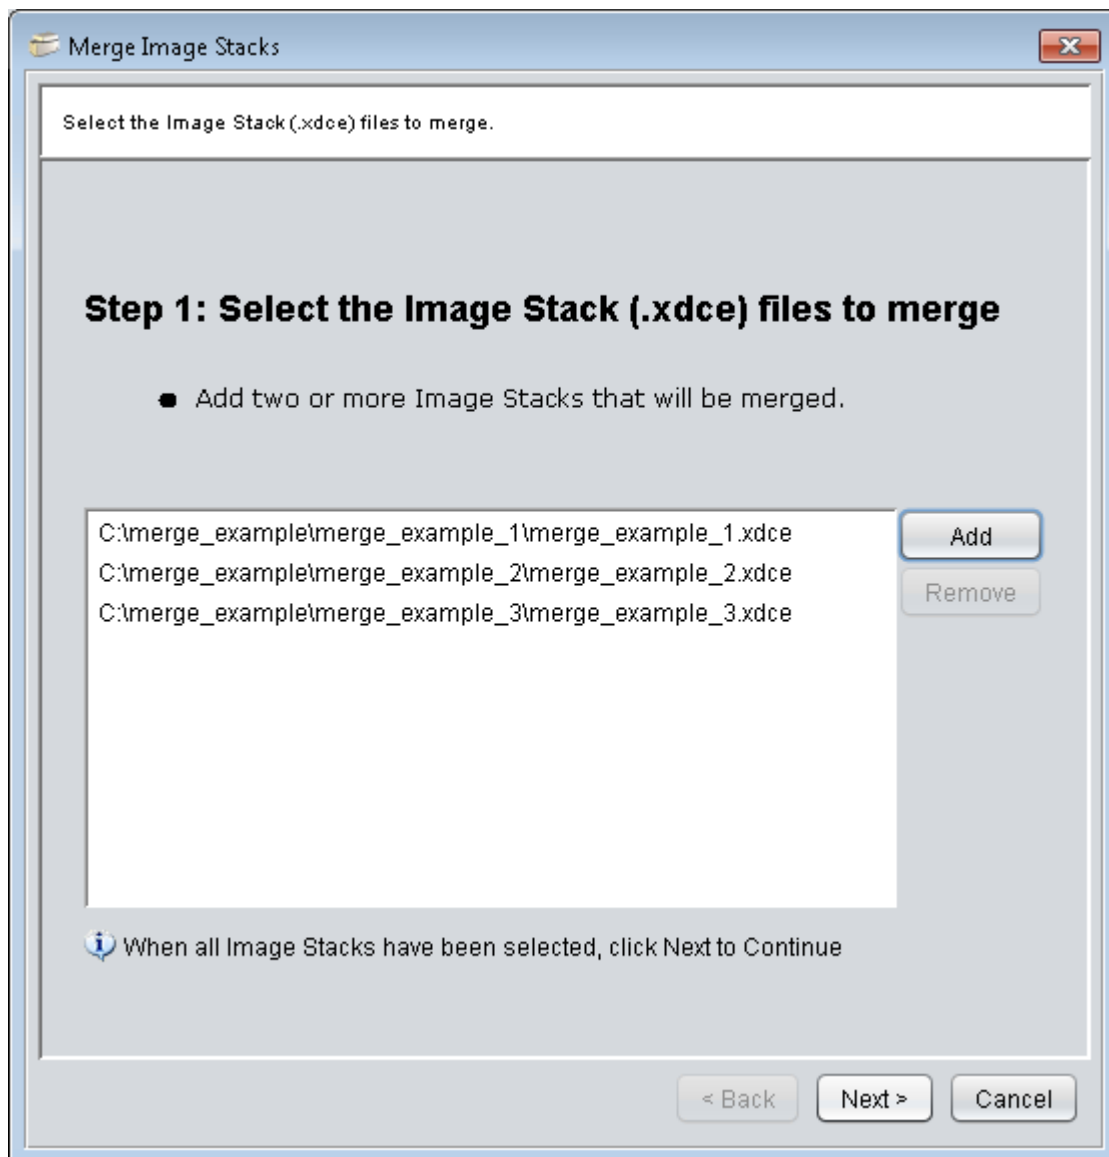 Merge Image Stacks
Select the Image Stack (.xdce) files to merge.
Step 1: Select the Image Stack (.xdce) files to merge
Add two or more Image Stacks that will be merged.
C:\merge_example\merge_example_1\merge_example_1.xdce
Add
C:\merge_example\merge_example_2\merge_example_2.xdce
Remove
C:\merge_example\merge_example_3\merge_example_3.xdce
When all Image Stacks have been selected, click Next to Continue
< Back Next > Cancel